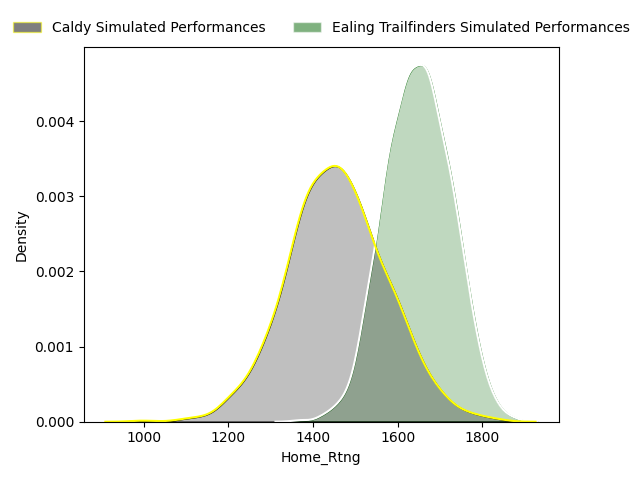 Caldy Simulated Performances
Ealing Trailfinders Simulated Performances
Density
0.004
0.003
0.002
0.001
0.000
1000 1200 1400 1600 1800
Home_Rtng